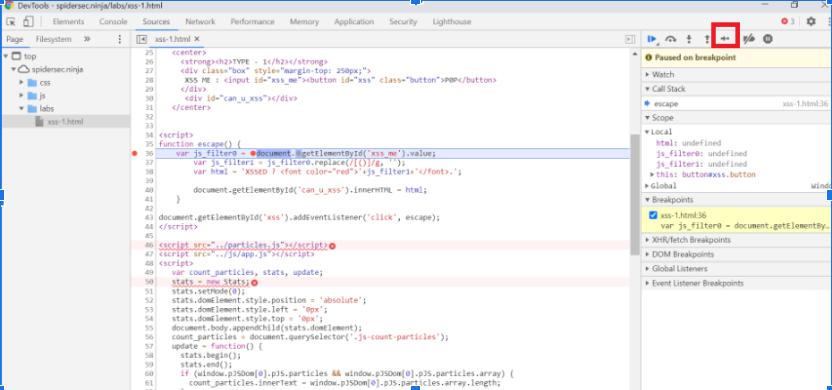 DevTools - spidersec.ninja/labs/xss-1.html
Elements Console Sources Network Performance Memory Application Security Lighthouse 3
Page Filesystem » xss-1.html ×
top
spidersec.ninja
css
js
labs
xss-1.html
25 <center>
26 <strong><h2>TYPE - 1</h2></strong>
27 <div class="box" style="margin-top: 250px;">
28 XSS ME : <input id="xss_me"><button id="xss" class="button">P0P</button>
29 </div>
30 <div id="can_u_xss"></div>
31 </center>
32
33
34 <script>
35 function escape() {
36 var js_filter0 = document.getElementById('xss_me').value;
37 var js_filter1 = js_filter0.replace(/[()]/g, '');
38 var html = 'XSSED ? <font color="red">'+js_filter1+'</font>.';
39
40 document.getElementById('can_u_xss').innerHTML = html;
41 }
42
43 document.getElementById('xss').addEventListener('click', escape);
44 </script>
45
46 <script src="../particles.js"></script>
47 <script src="../js/app.js"></script>
48 <script>
49 var count_particles, stats, update;
50 stats = new Stats;
51 stats.setMode(0);
52 stats.domElement.style.position = 'absolute';
53 stats.domElement.style.left = '0px';
54 stats.domElement.style.top = '0px';
55 document.body.appendChild(stats.domElement);
56 count_particles = document.querySelector('.js-count-particles');
57 update = function() {
58 stats.begin();
59 stats.end();
60 if (window.pJSDom[0].pJS.particles && window.pJSDom[0].pJS.particles.array) {
61 count_particles.innerText = window.pJSDom[0].pJS.particles.array.length;
Paused on breakpoint
Watch
Call Stack
escape xss-1.html:36
Scope
Local
html: undefined
js_filter0: undefined
js_filter1: undefined
this: button#xss.button
Global Window
Breakpoints
xss-1.html:36
var js_filter0 = document.getElementBy…
XHR/fetch Breakpoints
DOM Breakpoints
Global Listeners
Event Listener Breakpoints